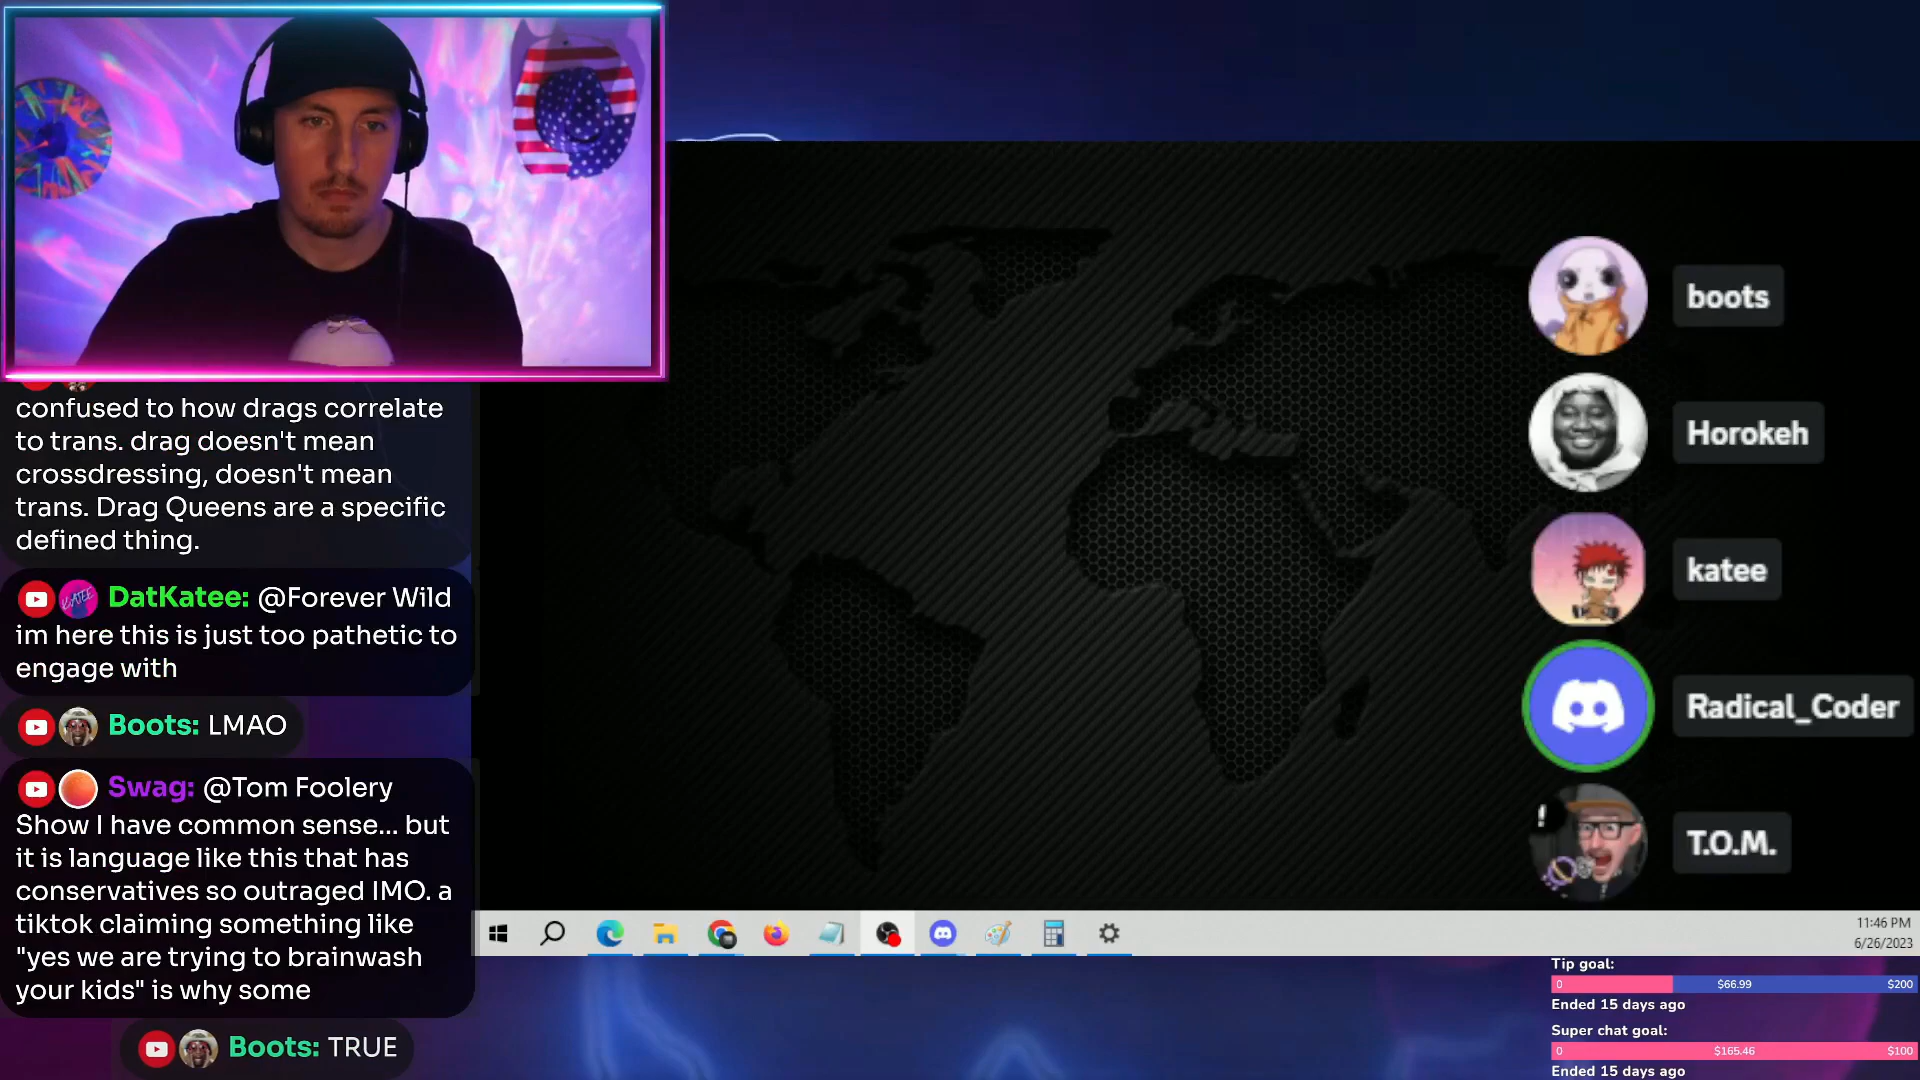 confused to how drags correlate
to trans. drag doesn't mean
crossdressing, doesn't mean
trans. Drag Queens are a specific
defined thing.
DatKatee: @Forever Wild
im here this is just too pathetic to
engage with
Boots: LMAO
Swag: @Tom Foolery
Show I have common sense... but
it is language like this that has
conservatives so outraged IMO. a
tiktok claiming something like
"yes we are trying to brainwash
your kids" is why some
Boots: TRUE
boots
Horokeh
katee
Radical_Coder
!
T.O.M.
11:46 PM
6/26/2023
Tip goal:
0 $66.99 $200
Ended 15 days ago
Super chat goal:
0 $165.46 $100
Ended 15 days ago